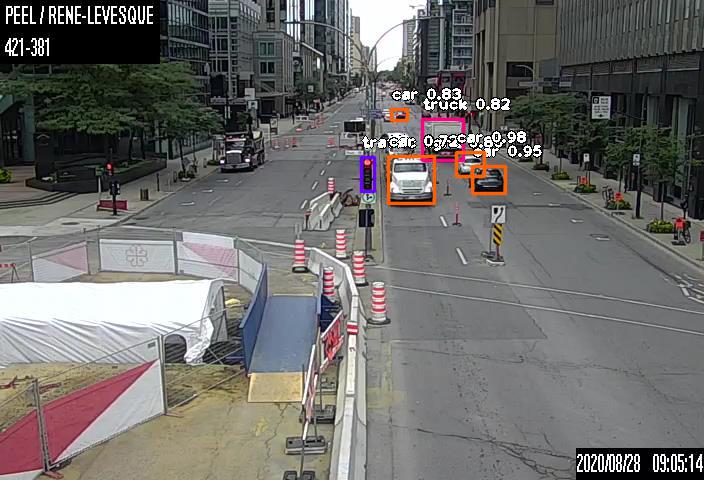 PEEL / RENE-LEVESQUE
421-381
car 0.83
truck 0.82
car 0.98
0.95
2020/08/28 09:05:14